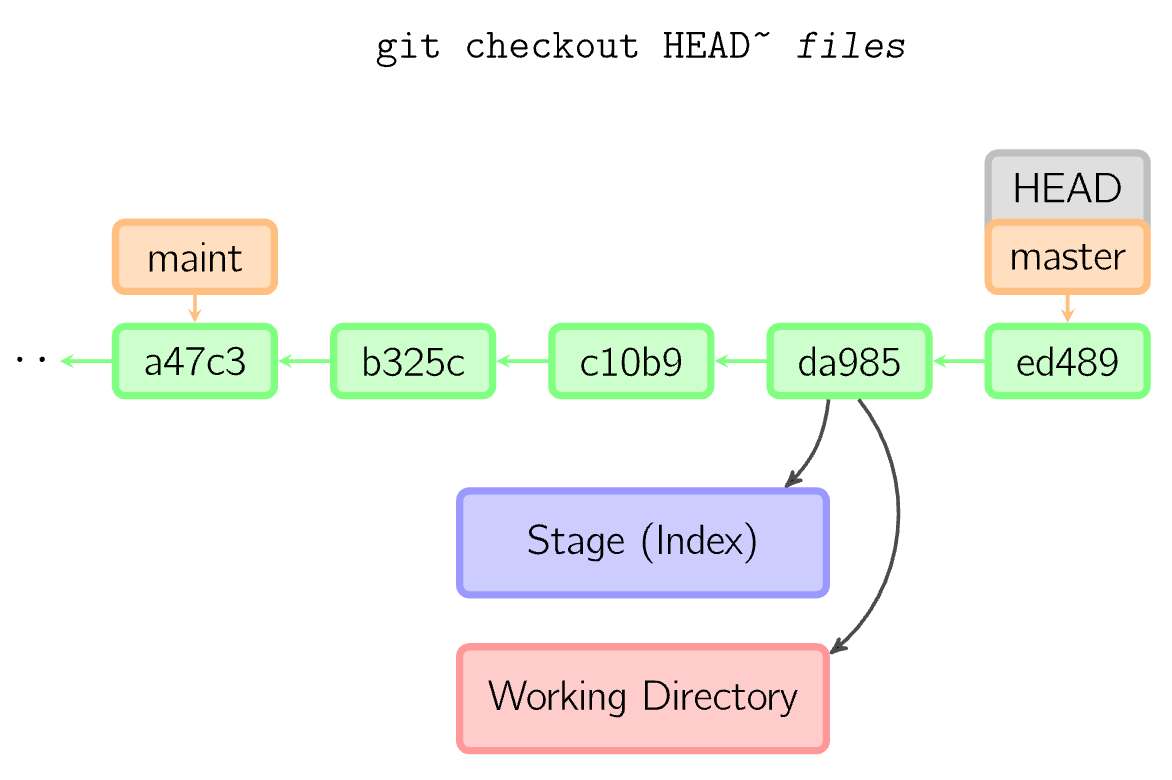 git checkout HEAD~ files
HEAD
maint
master
..
a47c3
b325c
c10b9
da985
ed489
Stage (Index)
Working Directory